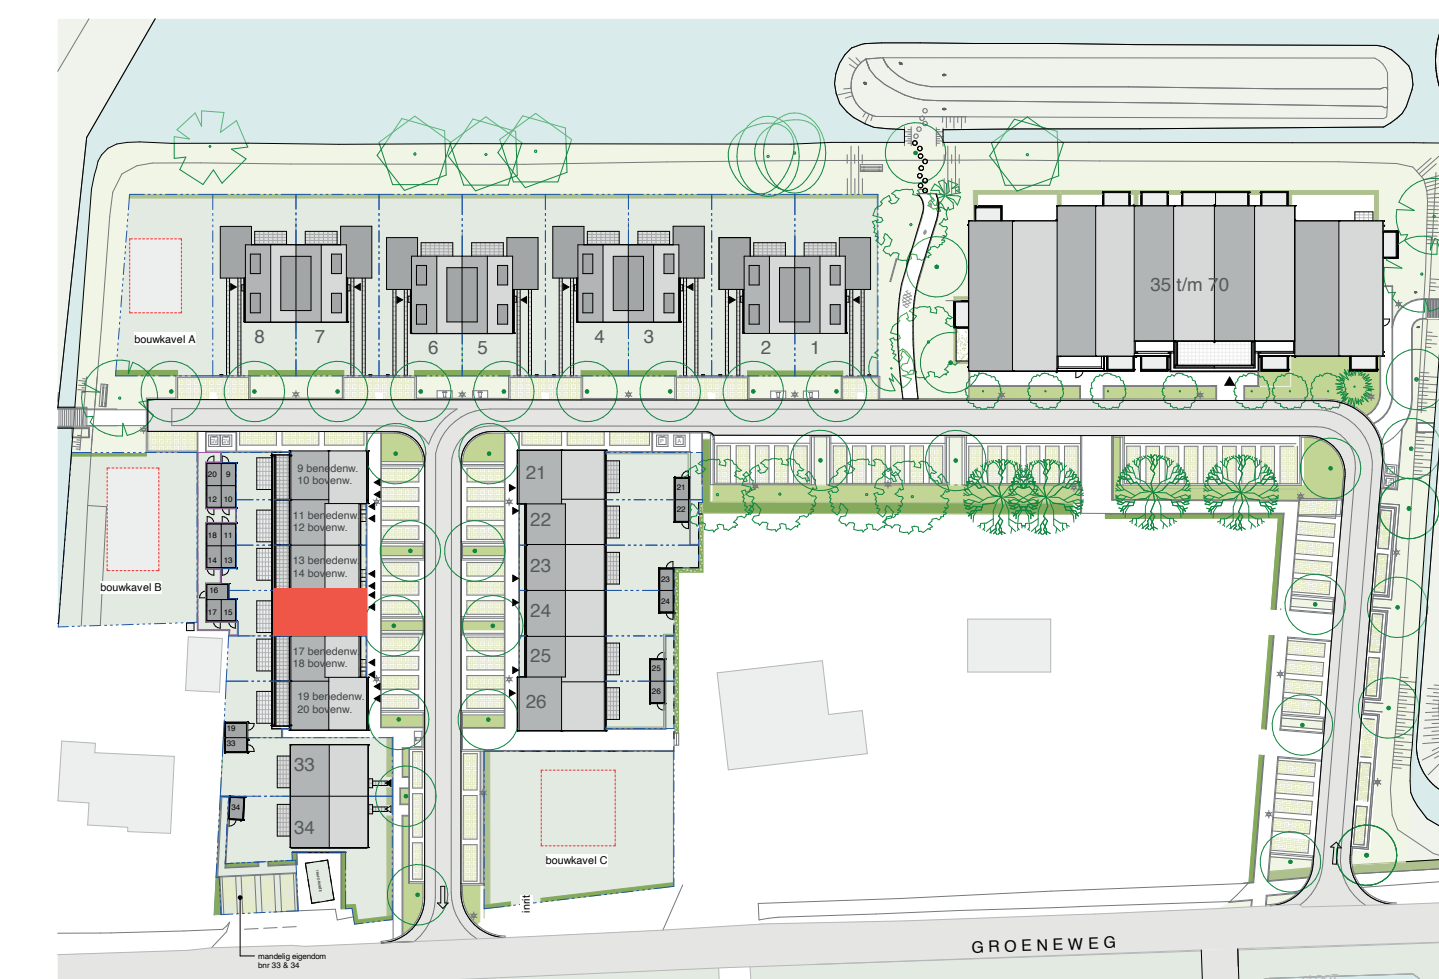 35 t/m 70
bouwkavel A
8
7
6
5
4
3
2
1
9 benedenw.
10 bovenw.
11 benedenw.
12 bovenw.
13 benedenw.
14 bovenw.
17 benedenw.
18 bovenw.
19 benedenw.
20 bovenw.
20 9
12 10
18 11
14 13
16
17 15
bouwkavel B
21
22
23
24
25
26
21
22
23
24
25
26
19
33
34
33
34
bouwkavel C
inrit
GROENEWEG
mandelig eigendom
bnr 33 & 34